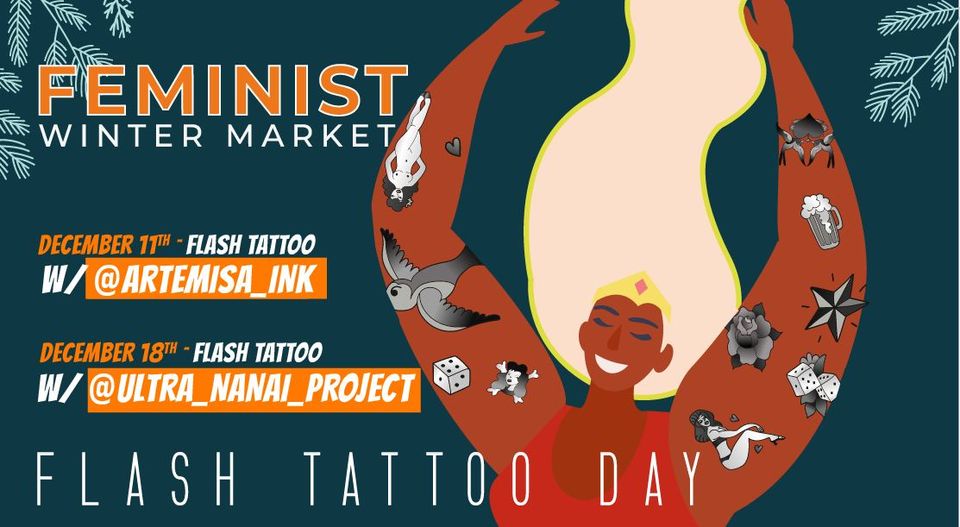 FEMINIST
WINTER MARKET
DECEMBER 11TH - FLASH TATTOO
W/ @ARTEMISA_INK
DECEMBER 18TH - FLASH TATTOO
W/ @ULTRA_NANAI_PROJECT
FLASH TATTOO DAY